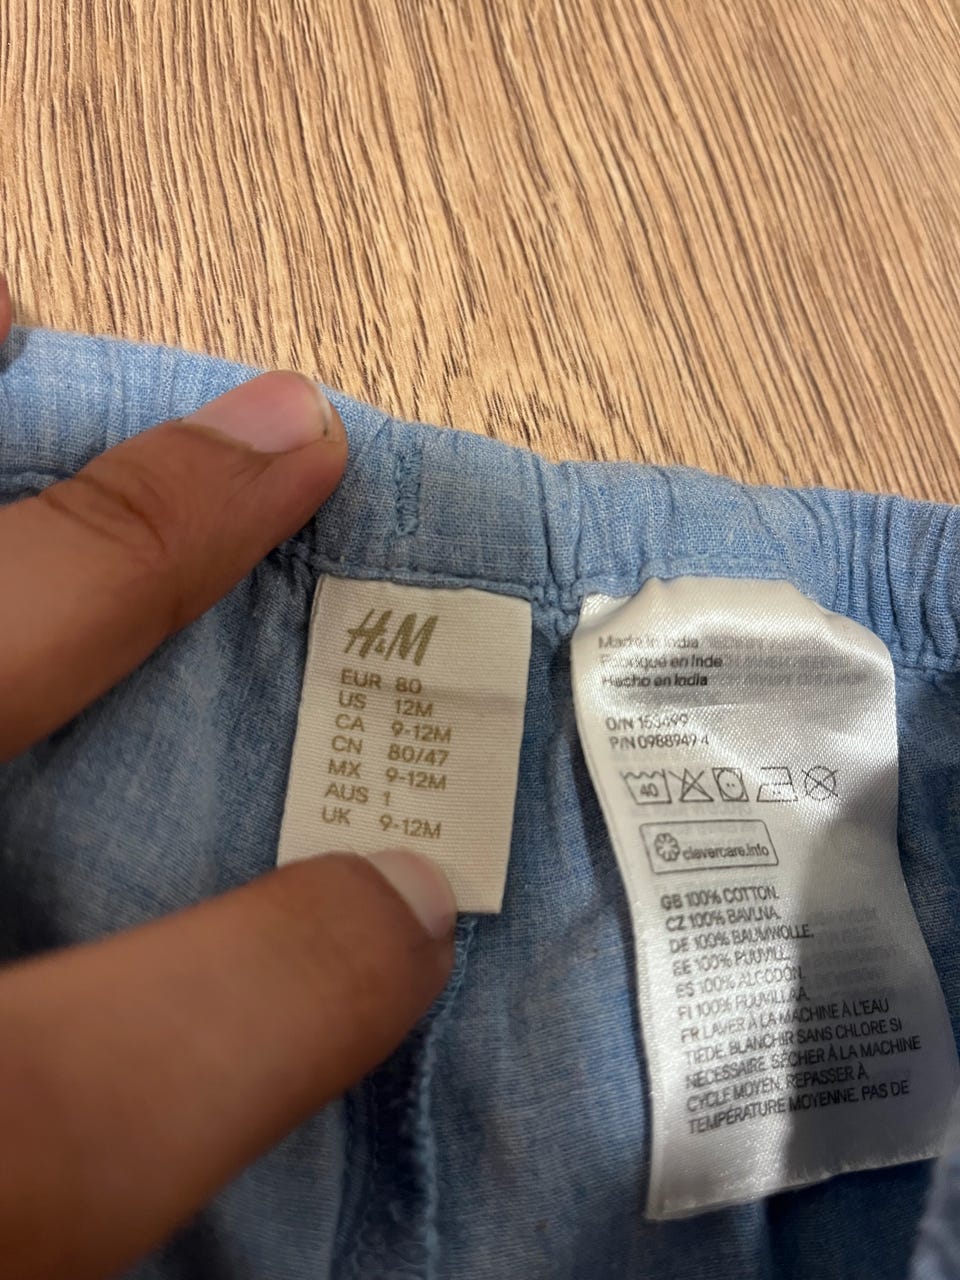 H&M
EUR 80
US 12M
CA 9-12M
CN 80/47
MX 9-12M
AUS 1
UK 9-12M
Made in India
Fabriqué en Inde
Hecho en India
O/N 153499
P/N 0988949 4
40
clevercare.info
GB 100% COTTON.
CZ 100% BAVLNA.
DE 100% BAUMWOLLE.
EE 100% PUUVILL.
ES 100% ALGODÓN.
FI 100% PUUVILLAA.
FR LAVER À LA MACHINE À L'EAU
TIÈDE, BLANCHIR SANS CHLORE SI
NÉCESSAIRE. SÉCHER À LA MACHINE
CYCLE MOYEN, REPASSER À
TEMPÉRATURE MOYENNE, PAS DE